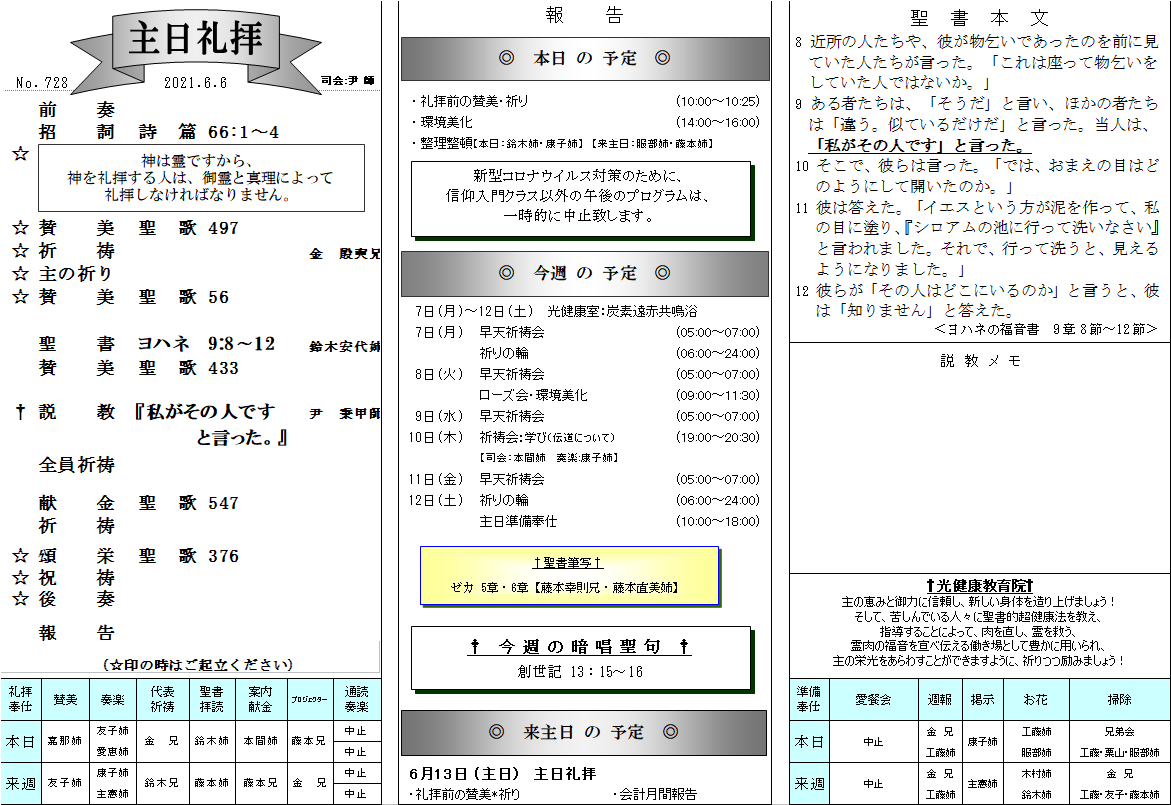 主日礼拝
No. 728
2021.6.6
司会:尹 師
前　奏
招　詞 詩　篇 66:1～4
☆
神は霊ですから、
神を礼拝する人は、御霊と真理によって
礼拝しなければなりません。
☆ 賛　美 聖　歌 497
☆ 祈　祷 金　殷爽兄
☆ 主の祈り
☆ 賛　美 聖　歌 56
聖　書 ヨハネ 9:8～12 鈴木安代姉
賛　美 聖　歌 433
† 説　教 『私がその人です 尹　秉甲師
と言った。』
全員祈祷
献　金 聖　歌 547
祈　祷
☆ 頌　栄 聖　歌 376
☆ 祝　祷
☆ 後　奏
報　告
(☆印の時はご起立ください)
礼拝奉仕 賛美 奏楽 代表祈祷 聖書拝読 案内献金 プロジェクター 通読奏楽
本日 嘉那姉 友子姉 愛恵姉 金　兄 鈴木姉 本間姉 藤本兄 中止 中止
来週 友子姉 康子姉 主憲姉 鈴木兄 藤本姉 藤本兄 金　兄 中止 中止
報　告
◎ 本日 の 予定 ◎
・礼拝前の賛美・祈り (10:00～10:25)
・環境美化 (14:00～16:00)
・整理整頓【本日：鈴木姉・康子姉】【来主日：服部姉・藤本姉】
新型コロナウイルス対策のために、
信仰入門クラス以外の午後のプログラムは、
一時的に中止致します。
◎ 今週 の 予定 ◎
7日(月)～12日(土)　光健康室：炭素遠赤共鳴浴
7日(月) 早天祈祷会 (05:00～07:00)
祈りの輪 (06:00～24:00)
8日(火) 早天祈祷会 (05:00～07:00)
ローズ会・環境美化 (09:00～11:30)
9日(水) 早天祈祷会 (05:00～07:00)
10日(木) 祈祷会：学び(伝道について) (19:00～20:30)
【司会：本間姉　奏楽:康子姉】
11日(金) 早天祈祷会 (05:00～07:00)
12日(土) 祈りの輪 (06:00～24:00)
主日準備奉仕 (10:00～18:00)
†聖書筆写†
ゼカ 5章・6章【藤本幸則兄・藤本直美姉】
† 今週の暗唱聖句 †
創世記 13：15～16
◎ 来主日 の 予定 ◎
6月13日(主日)　主日礼拝
・礼拝前の賛美*祈り ・会計月間報告
聖書本文
8 近所の人たちや、彼が物乞いであったのを前に見
ていた人たちが言った。「これは座って物乞いを
していた人ではないか。」
9 ある者たちは、「そうだ」と言い、ほかの者たち
は「違う。似ているだけだ」と言った。当人は、
「私がその人です」と言った。
10 そこで、彼らは言った。「では、おまえの目はど
のようにして開いたのか。」
11 彼は答えた。「イエスという方が泥を作って、私
の目に塗り、『シロアムの池に行って洗いなさい』
と言われました。それで、行って洗うと、見える
ようになりました。」
12 彼らが「その人はどこにいるのか」と言うと、彼
は「知りません」と答えた。
＜ヨハネの福音書　9章8節～12節＞
説教メモ
†光健康教育院†
主の恵みと御力に信頼し、新しい身体を造り上げましょう！
そして、苦しんでいる人々に聖書的超健康法を教え、
指導することによって、肉を直し、霊を救う、
霊肉の福音を宣べ伝える働き場として豊かに用いられ、
主の栄光をあらわすことができますように、祈りつつ励みましょう！
準備奉仕 愛餐会 週報 掲示 お花 掃除
本日 中止 金　兄 工藤姉 康子姉 工藤姉 服部姉 兄弟会 工藤・栗山・服部姉
来週 中止 金　兄 工藤姉 主憲姉 木村姉 鈴木姉 金　兄 工藤・友子・藤本姉